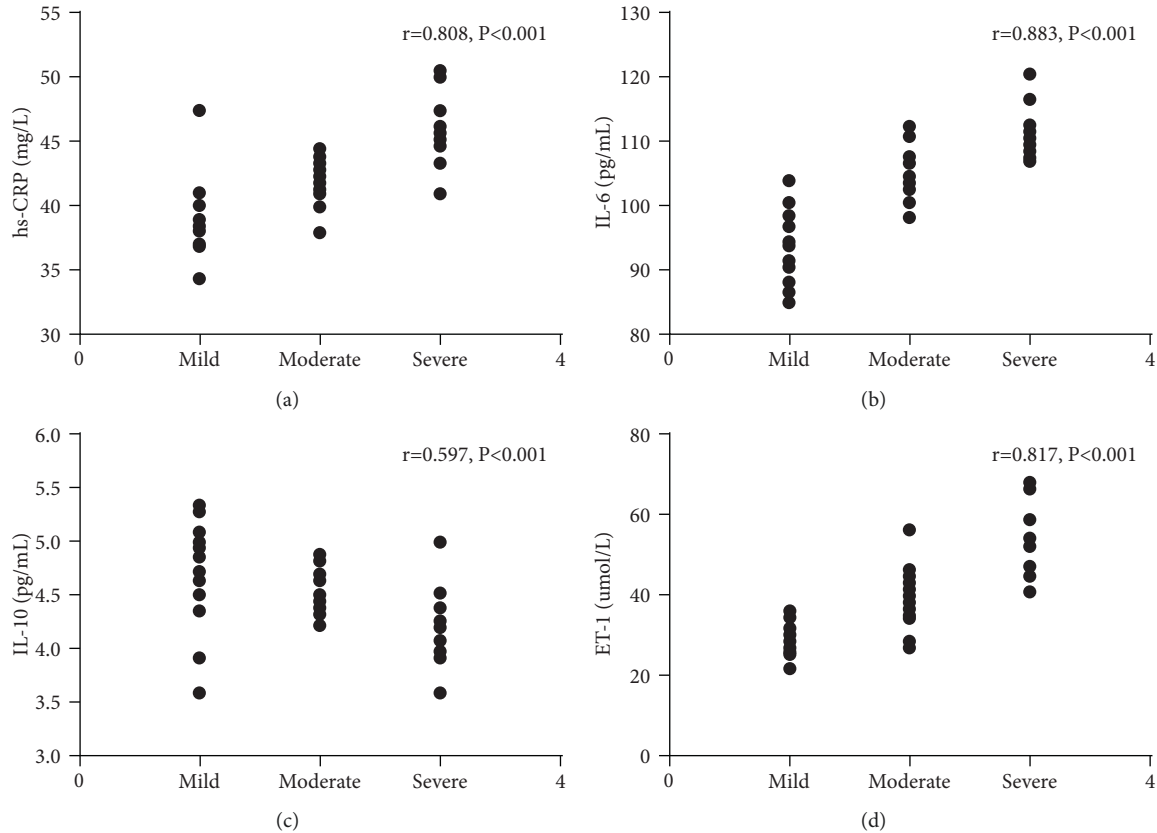 r=0.808, P<0.001
hs-CRP (mg/L)
55
50
45
40
35
30
0 Mild Moderate Severe 4
(a)
r=0.883, P<0.001
IL-6 (pg/mL)
130
120
110
100
90
80
0 Mild Moderate Severe 4
(b)
r=0.597, P<0.001
IL-10 (pg/mL)
6.0
5.5
5.0
4.5
4.0
3.5
3.0
0 Mild Moderate Severe 4
(c)
r=0.817, P<0.001
ET-1 (umol/L)
80
60
40
20
0
0 Mild Moderate Severe 4
(d)